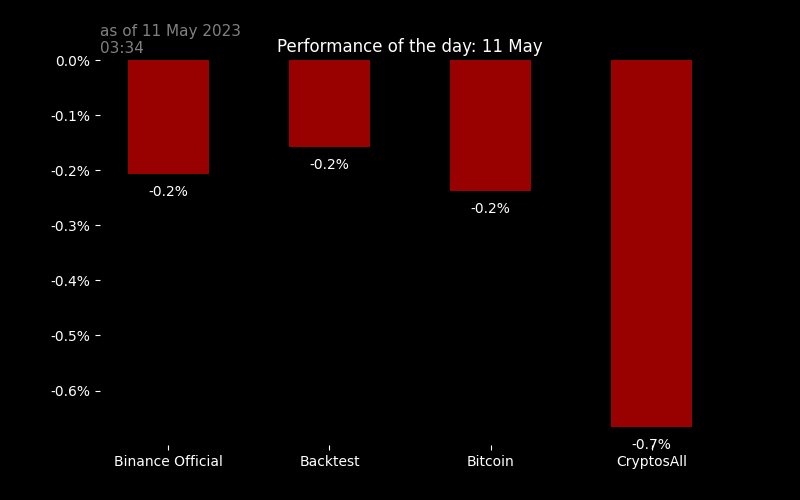 as of 11 May 2023
03:34
Performance of the day: 11 May
0.0%
-0.1%
-0.2%
-0.3%
-0.4%
-0.5%
-0.6%
-0.2%
-0.2%
-0.2%
-0.7%
Binance Official
Backtest
Bitcoin
CryptosAll